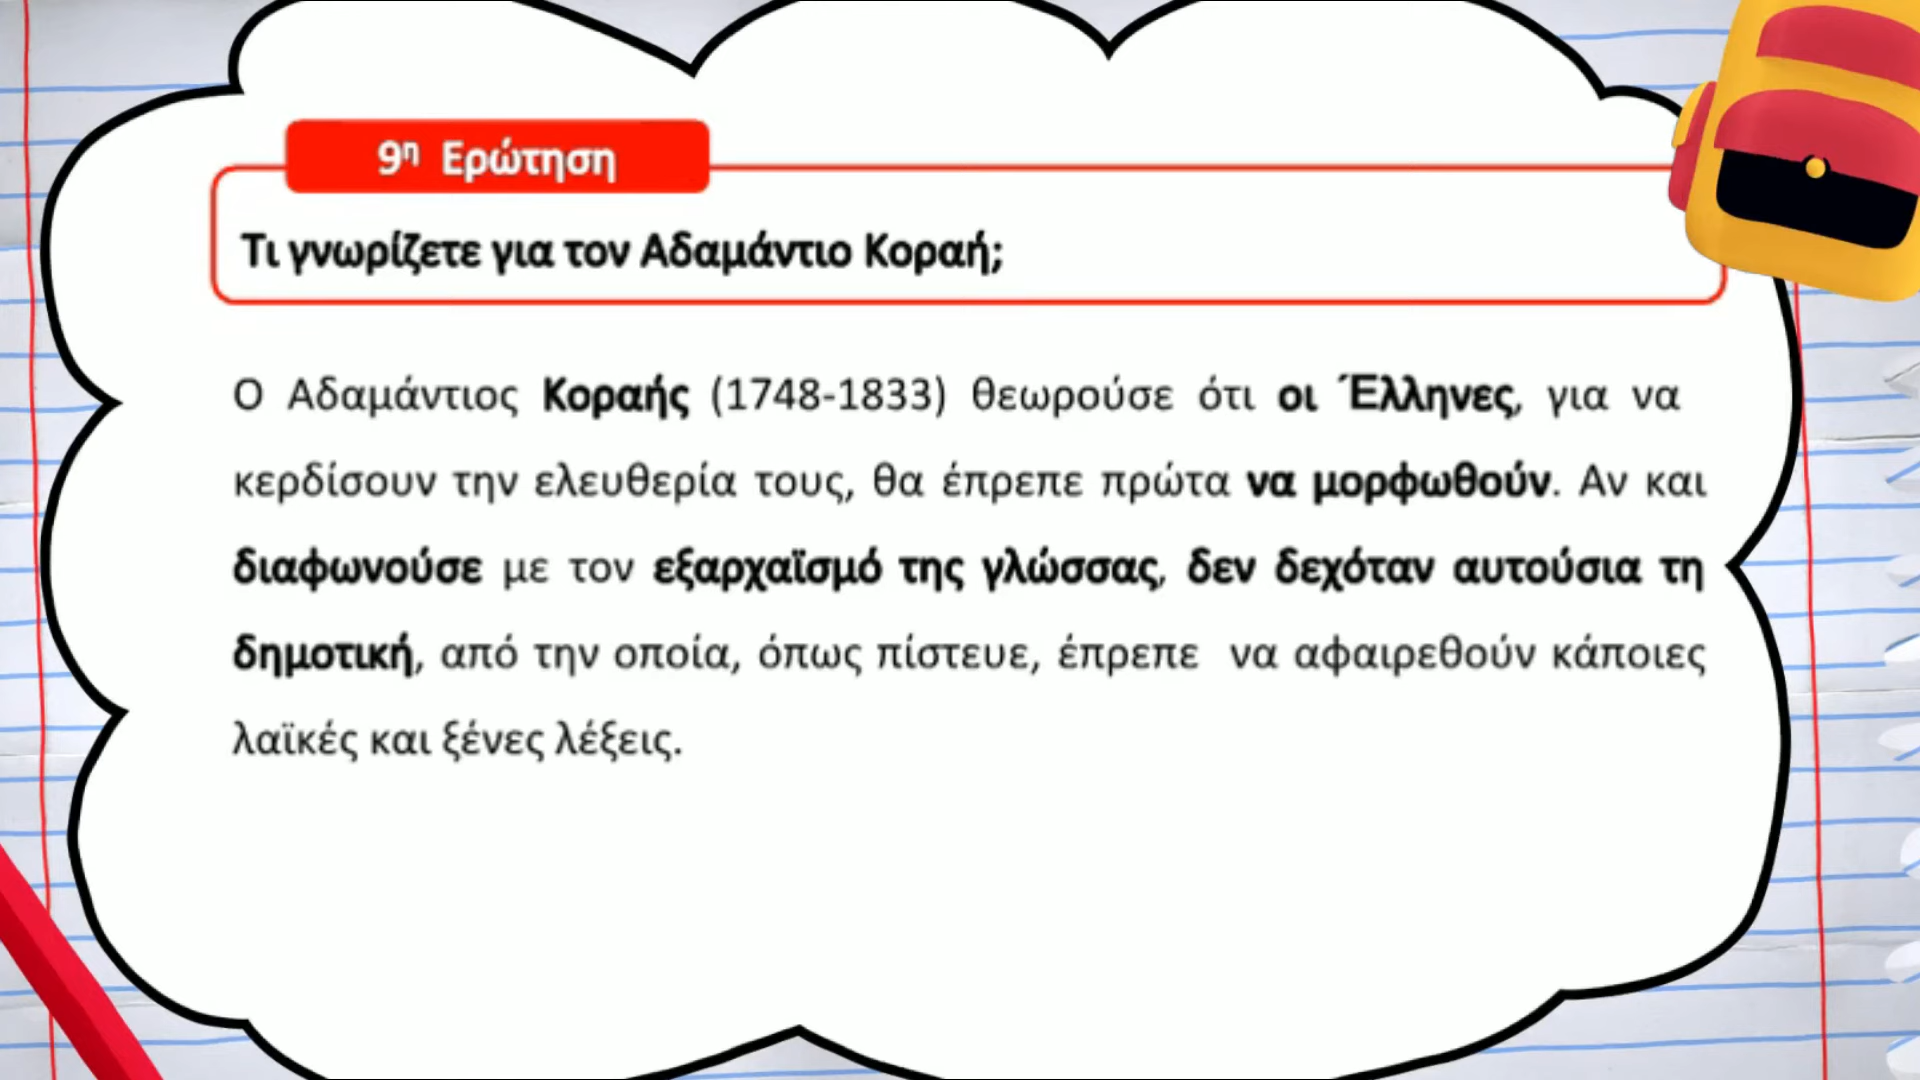 9η Ερώτηση
Τι γνωρίζετε για τον Αδαμάντιο Κοραή;
Ο Αδαμάντιος Κοραής (1748-1833) θεωρούσε ότι οι Έλληνες, για να
κερδίσουν την ελευθερία τους, θα έπρεπε πρώτα να μορφωθούν. Αν και
διαφωνούσε με τον εξαρχαϊσμό της γλώσσας, δεν δεχόταν αυτούσια τη
δημοτική, από την οποία, όπως πίστευε, έπρεπε να αφαιρεθούν κάποιες
λαϊκές και ξένες λέξεις.